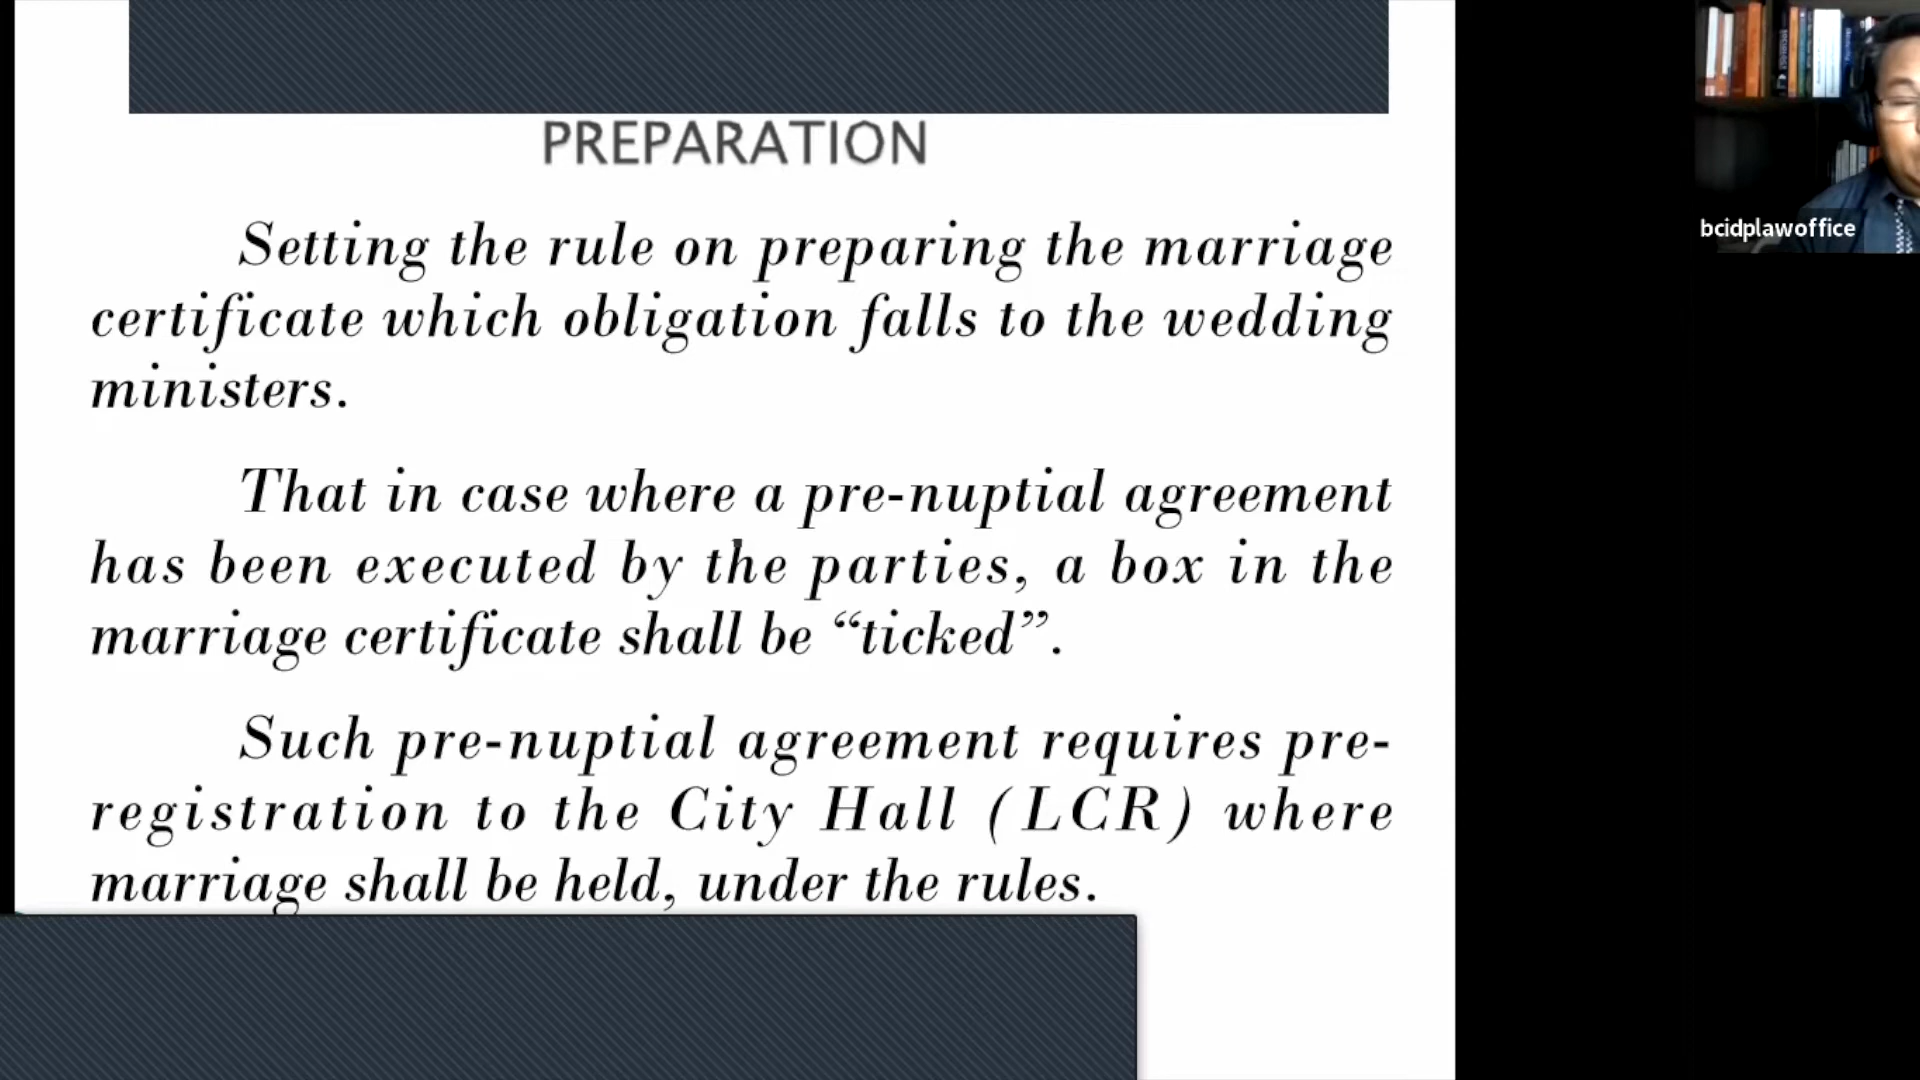 PREPARATION
Setting the rule on preparing the marriage
certificate which obligation falls to the wedding
ministers.
That in case where a pre-nuptial agreement
has been executed by the parties, a box in the
marriage certificate shall be “ticked”.
Such pre-nuptial agreement requires pre-
registration to the City Hall (LCR) where
marriage shall be held, under the rules.
bcidplawoffice